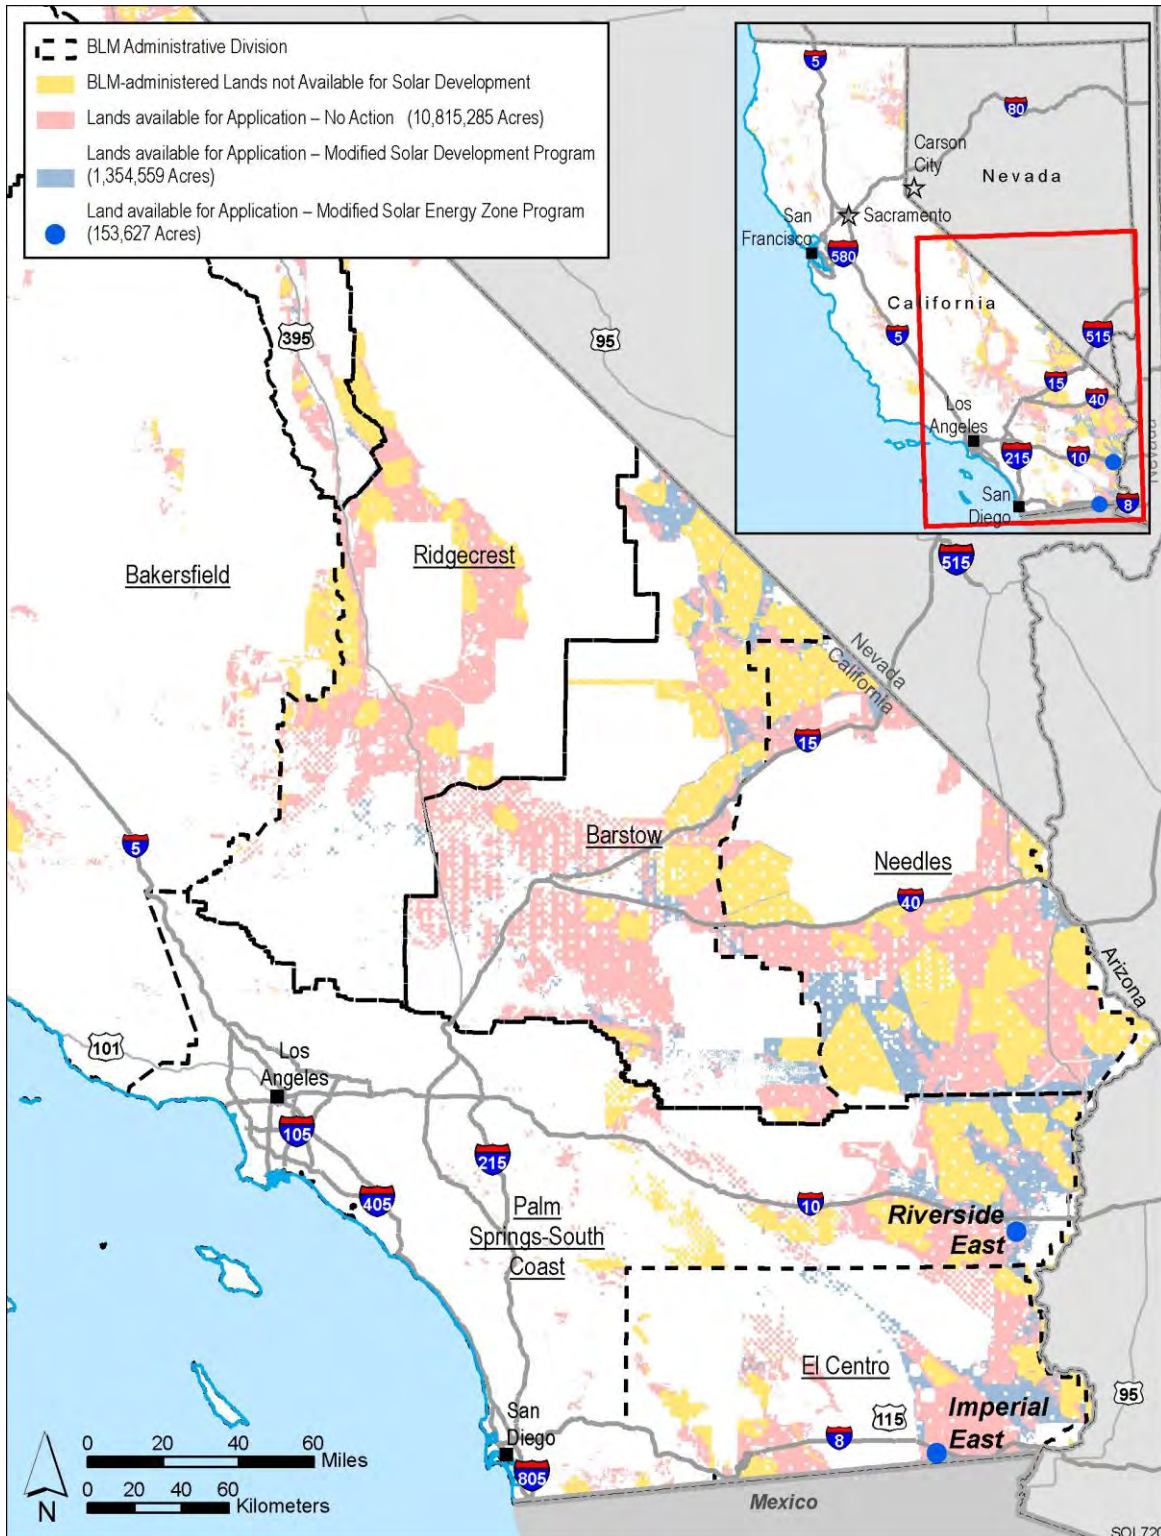 BLM Administrative Division
BLM-administered Lands not Available for Solar Development
Lands available for Application – No Action (10,815,285 Acres)
Lands available for Application – Modified Solar Development Program
(1,354,559 Acres)
Land available for Application – Modified Solar Energy Zone Program
(153,627 Acres)
5
80
Carson
City
Nevada
San
Francisco
Sacramento
580
California
5
515
15
40
Los
Angeles
215
10
Nevada
San
Diego
8
395
95
515
Bakersfield
Ridgecrest
Nevada
California
15
5
Barstow
Needles
40
Arizona
101
Los
Angeles
105
215
405
10
Palm
Springs-South
Coast
Riverside
East
El Centro
95
115
Imperial
East
San
Diego
8
805
0 20 40 60
Miles
0 20 40 60
Kilometers
N
Mexico